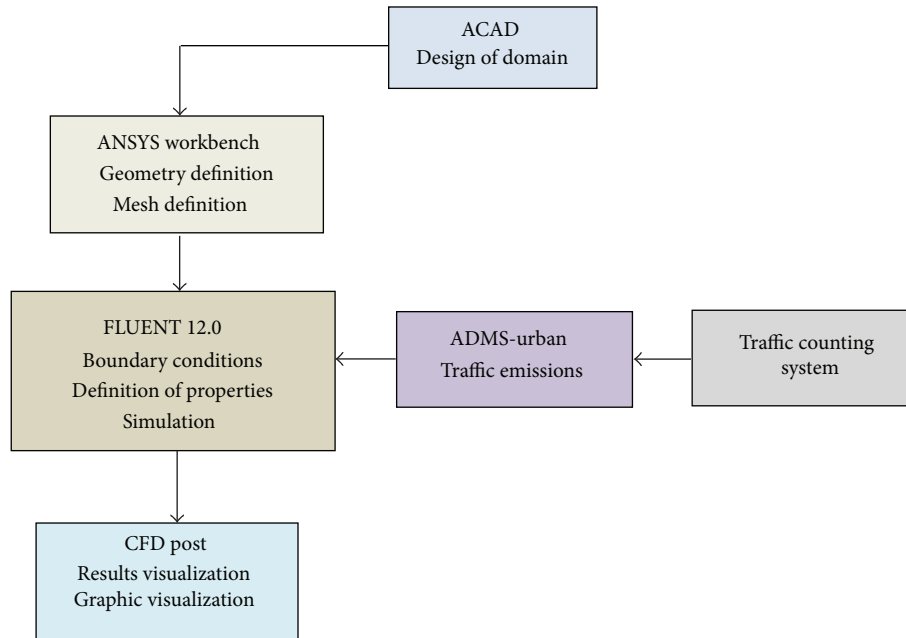 ACAD
Design of domain
ANSYS workbench
Geometry definition
Mesh definition
FLUENT 12.0
Boundary conditions
Definition of properties
Simulation
ADMS-urban
Traffic emissions
Traffic counting
system
CFD post
Results visualization
Graphic visualization